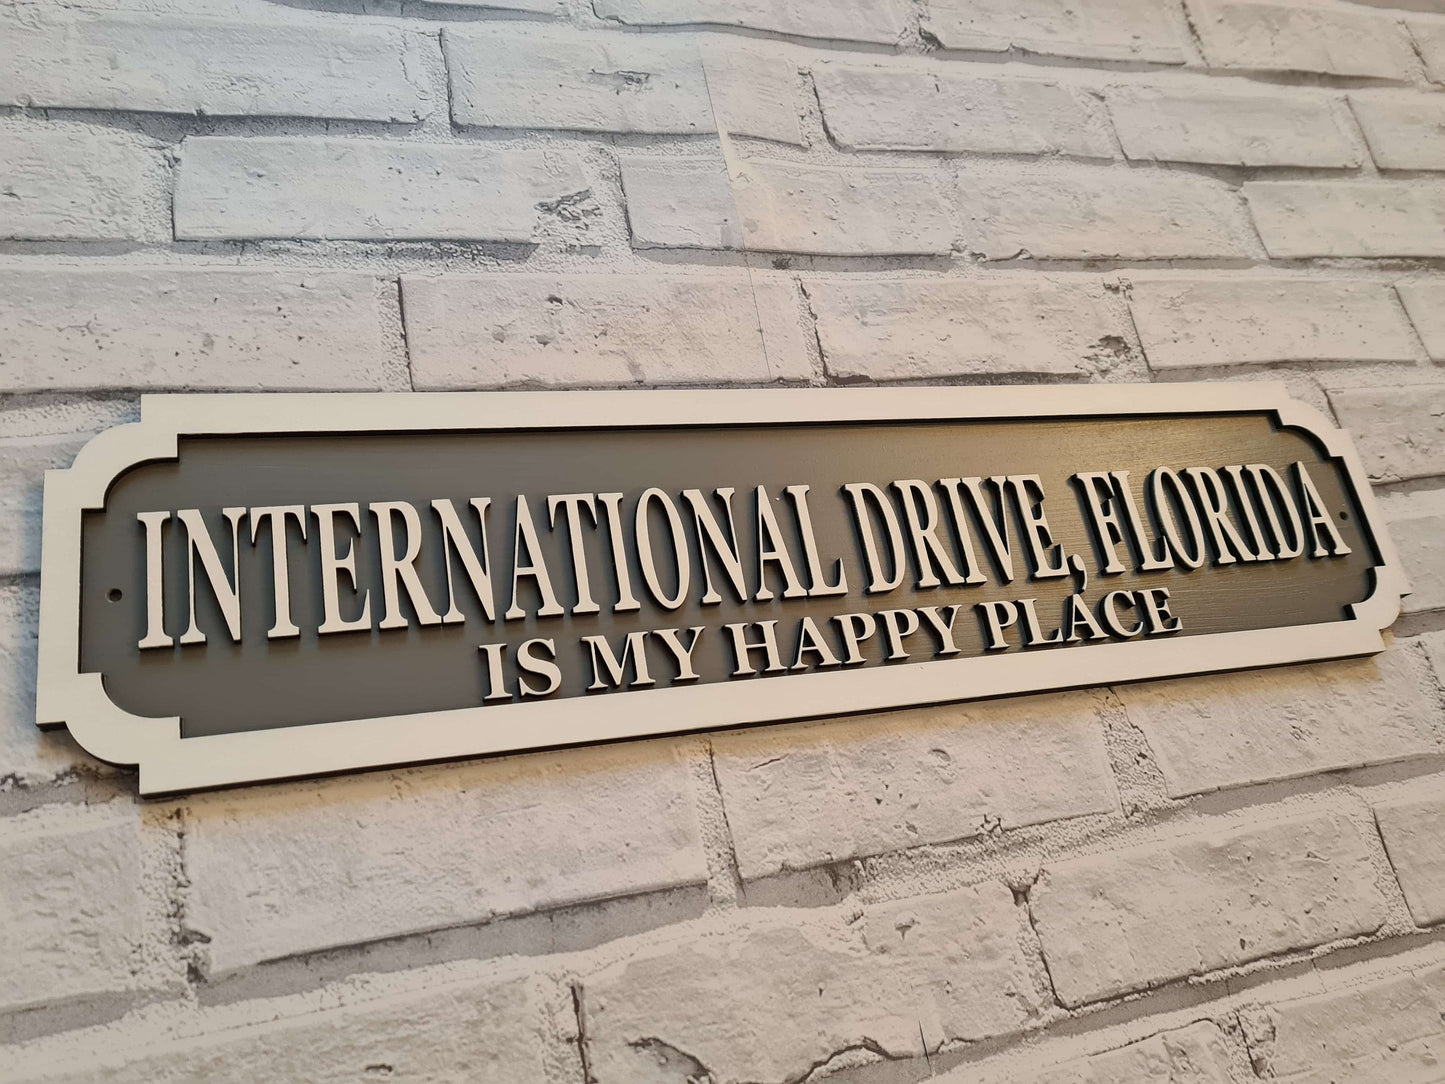 INTERNATIONAL DRIVE, FLORIDA
IS MY HAPPY PLACE